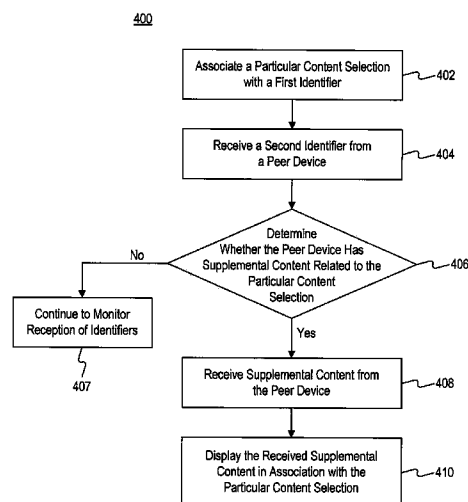 400
Associate a Particular Content Selection
with a First Identifier
402
Receive a Second Identifier from
a Peer Device
404
Determine
Whether the Peer Device Has
Supplemental Content Related to the
Particular Content
Selection
406
No
Continue to Monitor
Reception of Identifiers
407
Yes
Receive Supplemental Content from
the Peer Device
408
Display the Received Supplemental
Content in Association with the
Particular Content Selection
410